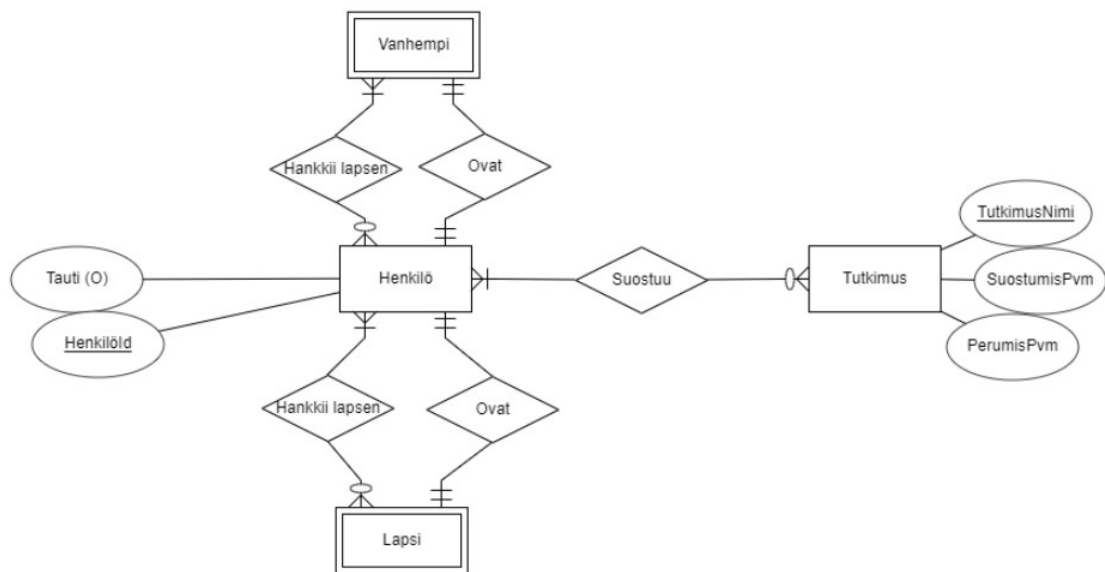 Vanhempi
Hankkii lapsen
Ovat
TutkimusNimi
Tauti (O)
Henkilö
Suostuu
Tutkimus
SuostumisPvm
HenkilöId
PerumisPvm
Hankkii lapsen
Ovat
Lapsi